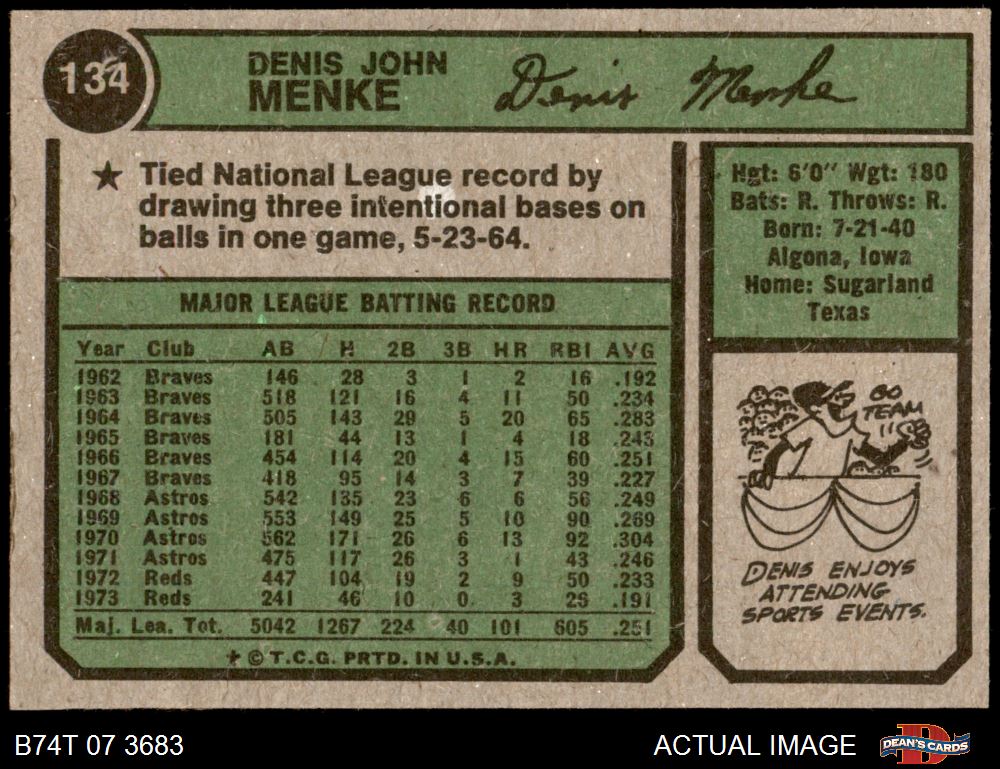 134
DENIS JOHN
MENKE
Denis Menke
★ Tied National League record by
drawing three intentional bases on
balls in one game, 5-23-64.
MAJOR LEAGUE BATTING RECORD
Year Club AB H 2B 3B HR RBI AVG
1962 Braves 146 28 3 1 2 16 .192
1963 Braves 518 121 16 4 11 50 .234
1964 Braves 505 143 29 5 20 65 .283
1965 Braves 181 44 13 1 4 18 .243
1966 Braves 454 114 20 4 15 60 .251
1967 Braves 418 95 14 3 7 39 .227
1968 Astros 542 135 23 6 6 56 .249
1969 Astros 553 149 25 5 10 90 .269
1970 Astros 562 171 26 6 13 92 .304
1971 Astros 475 117 26 3 1 43 .246
1972 Reds 447 104 19 2 9 50 .233
1973 Reds 241 46 10 0 3 26 .191
Maj. Lea. Tot. 5042 1267 224 40 101 605 .251
★ © T.C.G. PRTD. IN U.S.A.
Hgt: 6'0" Wgt: 180
Bats: R. Throws: R.
Born: 7-21-40
Algona, Iowa
Home: Sugarland
Texas
GO
TEAM
DENIS ENJOYS
ATTENDING
SPORTS EVENTS.
B74T 07 3683
ACTUAL IMAGE
DEAN'S CARDS